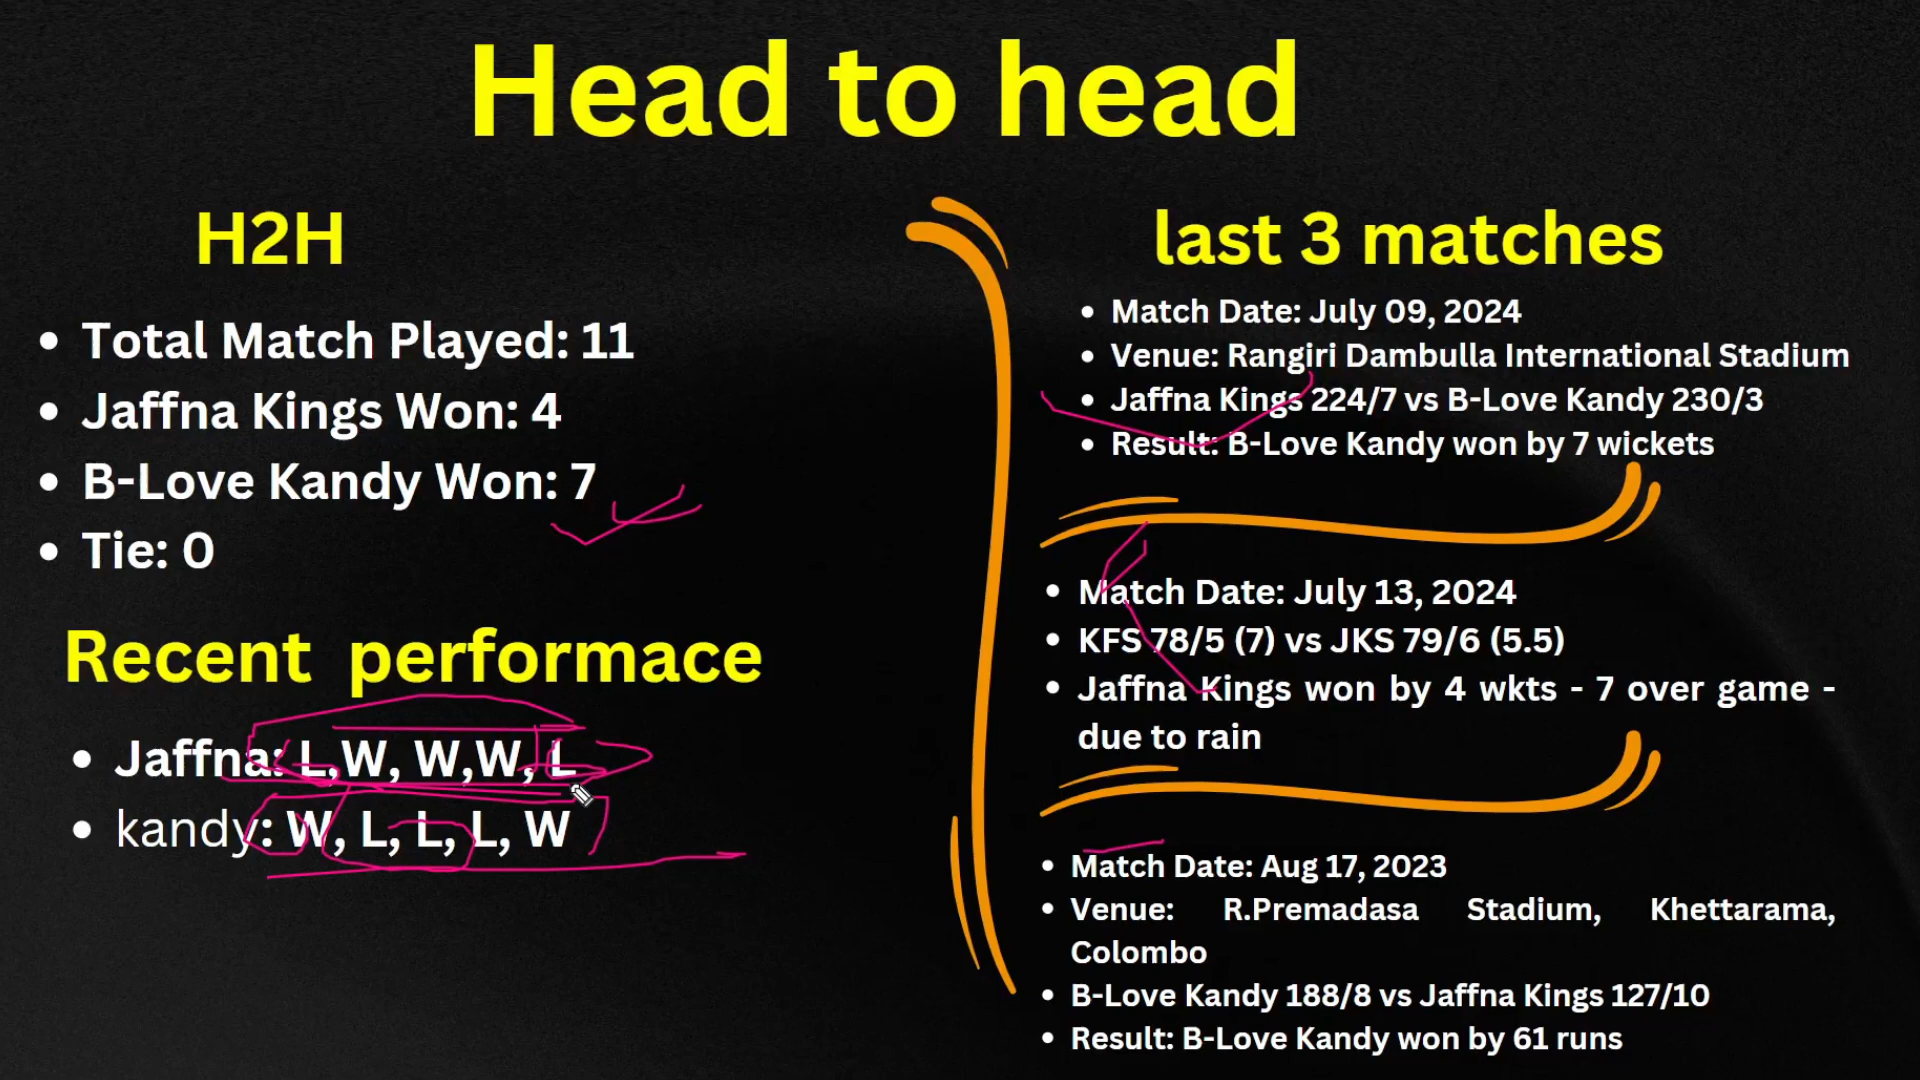 Head to head
H2H
• Total Match Played: 11
• Jaffna Kings Won: 4
• B-Love Kandy Won: 7
• Tie: 0
Recent performace
• Jaffna: L,W, W,W, L
• kandy: W, L, L, L, W
last 3 matches
• Match Date: July 09, 2024
• Venue: Rangiri Dambulla International Stadium
• Jaffna Kings 224/7 vs B-Love Kandy 230/3
• Result: B-Love Kandy won by 7 wickets
• Match Date: July 13, 2024
• KFS 78/5 (7) vs JKS 79/6 (5.5)
• Jaffna Kings won by 4 wkts - 7 over game -
due to rain
• Match Date: Aug 17, 2023
• Venue: R.Premadasa Stadium, Khettarama,
Colombo
• B-Love Kandy 188/8 vs Jaffna Kings 127/10
• Result: B-Love Kandy won by 61 runs